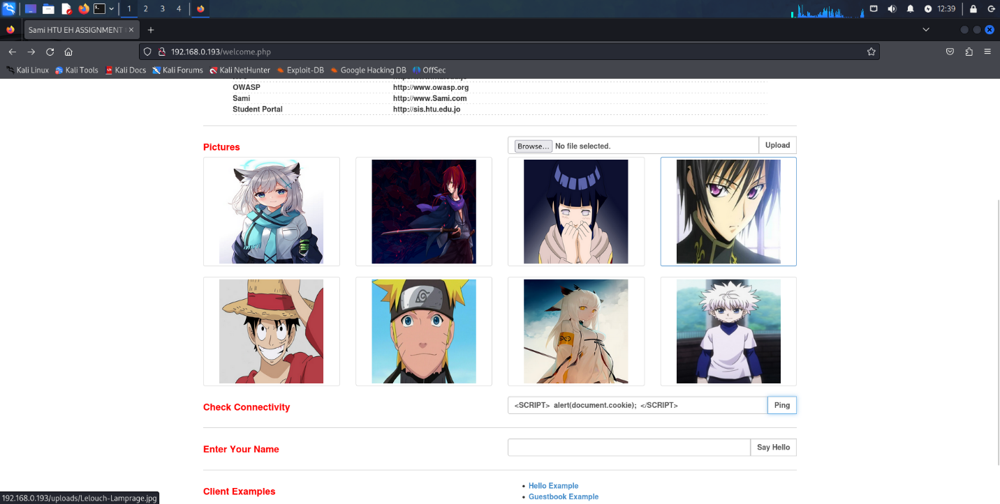 1 2 3 4 12:39
Sami HTU EH ASSIGNMENT
192.168.0.193/welcome.php
Kali Linux Kali Tools Kali Docs Kali Forums Kali NetHunter Exploit-DB Google Hacking DB OffSec
OWASP http://www.owasp.org
Sami http://www.Sami.com
Student Portal http://sis.htu.edu.jo
Pictures Browse... No file selected. Upload
Check Connectivity <SCRIPT> alert(document.cookie); </SCRIPT> Ping
Enter Your Name Say Hello
Client Examples
Hello Example
Guestbook Example
192.168.0.193/uploads/Lelouch-Lamprage.jpg